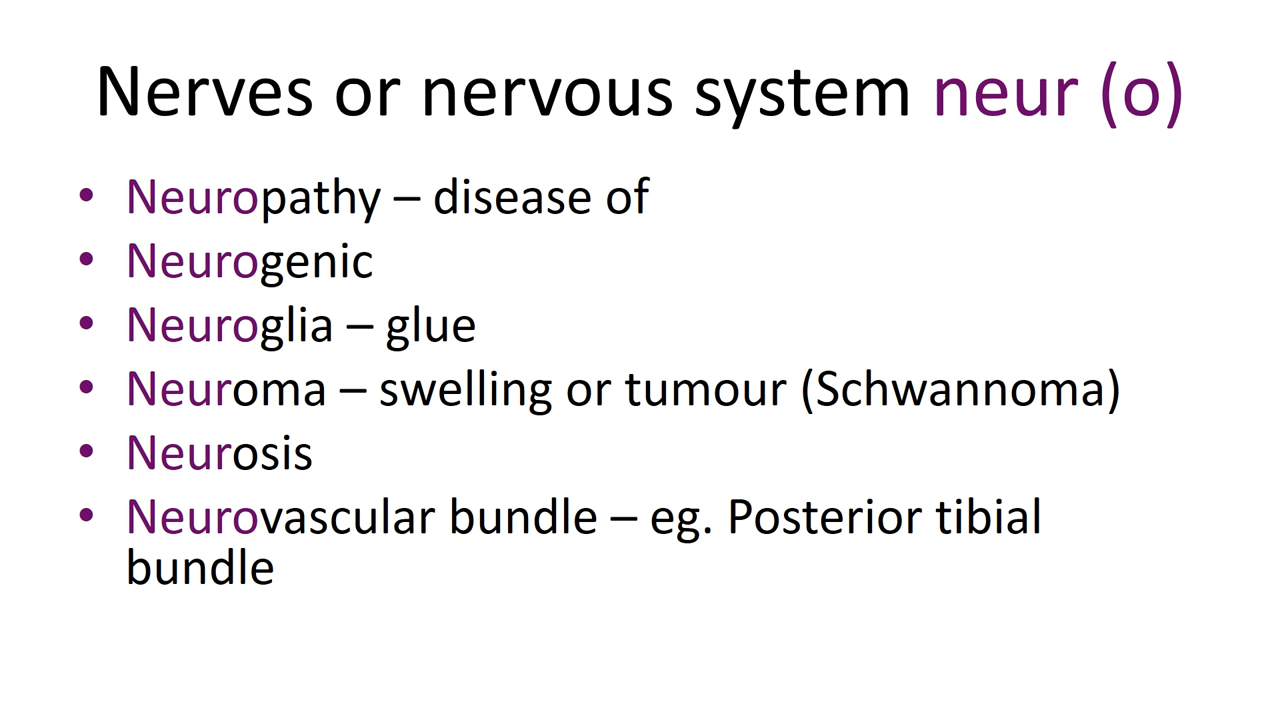 Nerves or nervous system neur (o)
• Neuropathy – disease of
• Neurogenic
• Neuroglia – glue
• Neuroma – swelling or tumour (Schwannoma)
• Neurosis
• Neurovascular bundle – eg. Posterior tibial
bundle